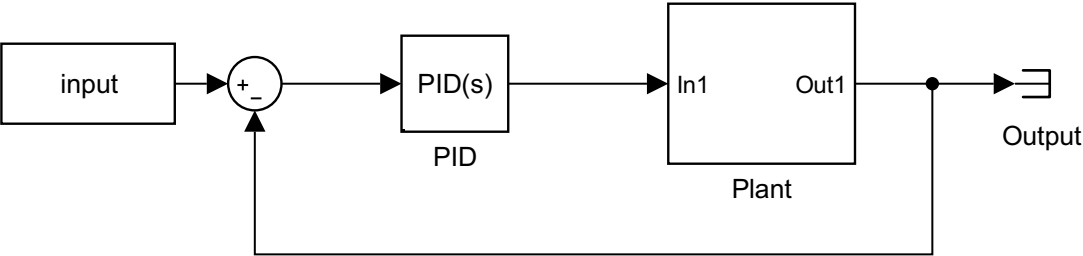 input
+
−
PID(s)
PID
In1
Out1
Plant
Output